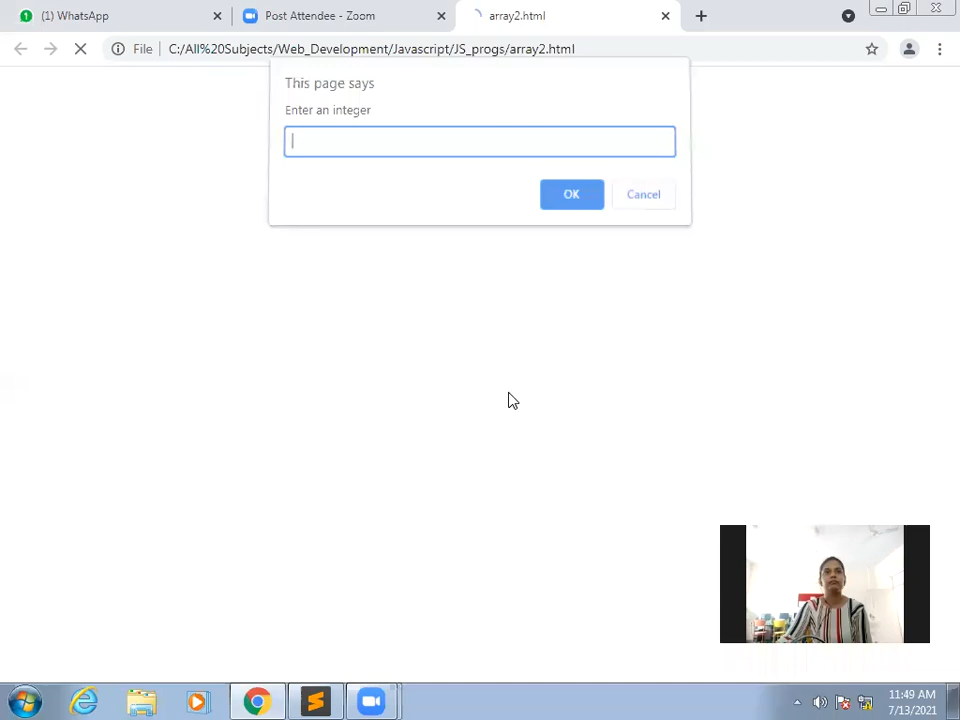 (1) WhatsApp
Post Attendee - Zoom
array2.html
File
C:/All%20Subjects/Web_Development/Javascript/JS_progs/array2.html
This page says
Enter an integer
OK
Cancel
11:49 AM
7/13/2021